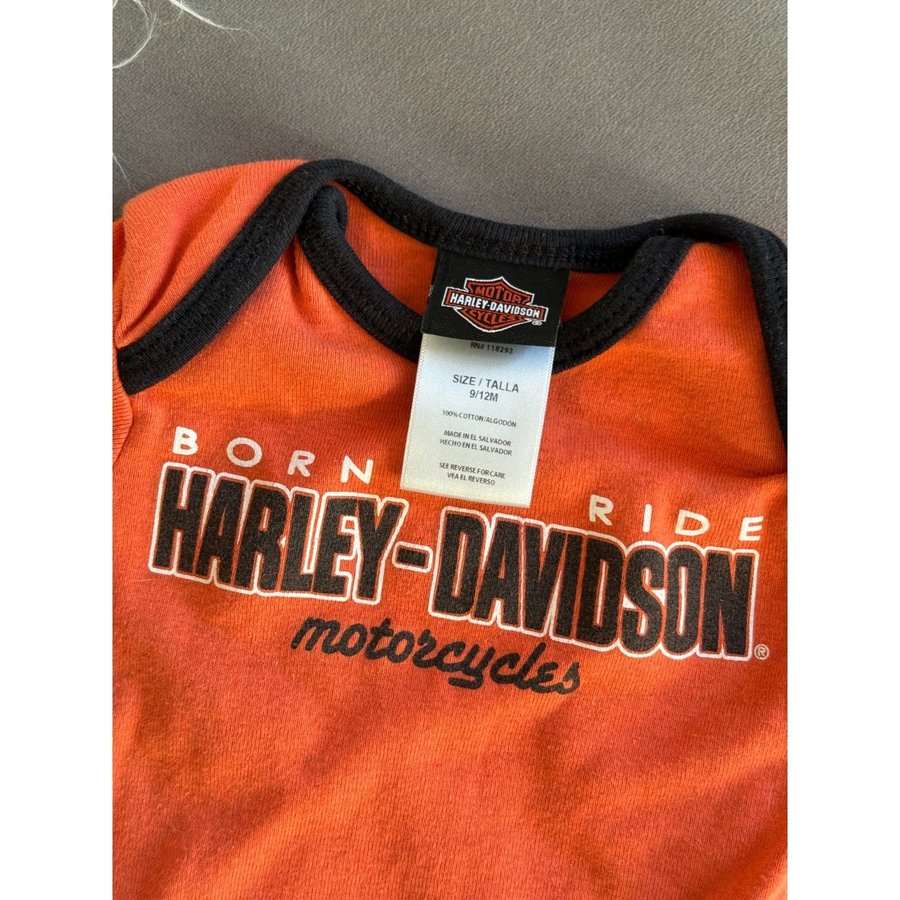 MOTOR
HARLEY-DAVIDSON
CYCLES
®
RN# 118293
SIZE / TALLA
9/12M
100% COTTON/ALGODÓN
MADE IN EL SALVADOR
HECHO EN EL SALVADOR
SEE REVERSE FOR CARE
VEA EL REVERSO
BORN RIDE
HARLEY-DAVIDSON®
motorcycles